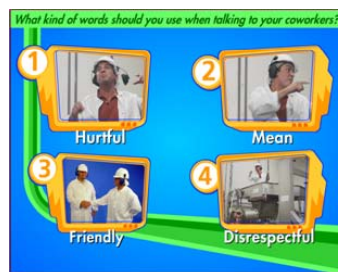 What kind of words should you use when talking to your coworkers?
1
Hurtful
2
Mean
3
Friendly
4
Disrespectful